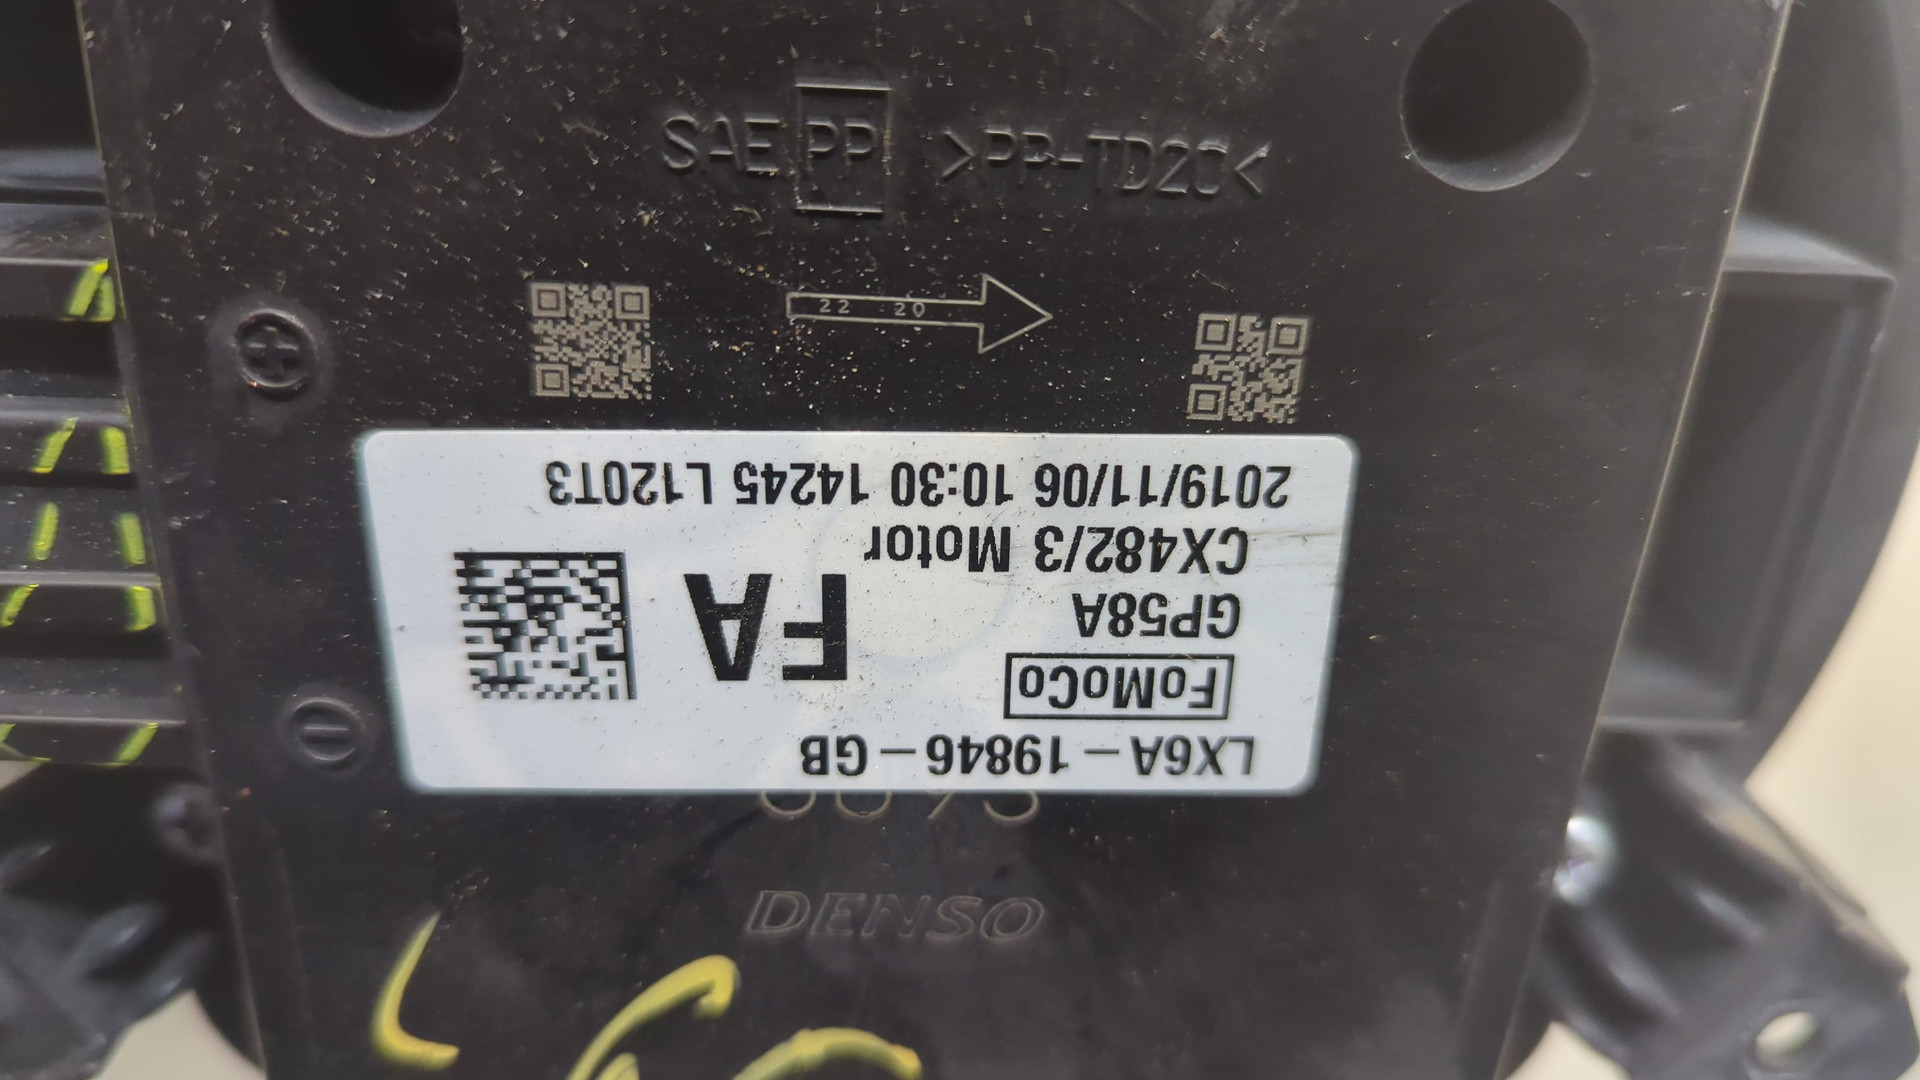 SAE PP >PP-TD20<
22 20
LX6A-19846-GB
FoMoCo
GP58A
FA
CX482/3 Motor
2019/11/06 10:30 14245 L120T3
DENSO